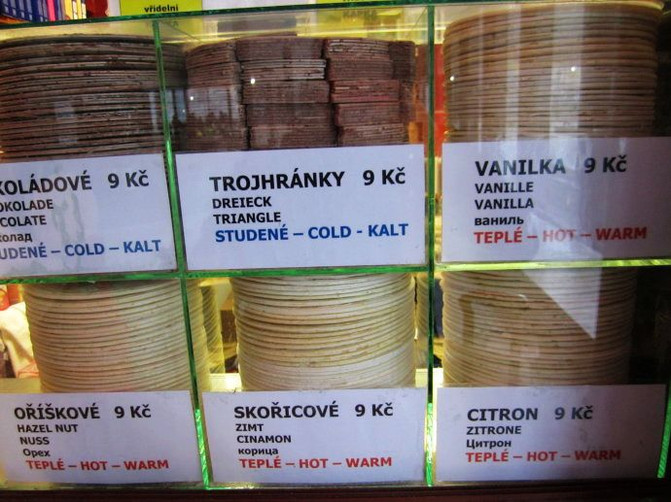 vřídelní
KOLÁDOVÉ 9 Kč
OKOLADE
COLATE
колад
UDENÉ – COLD – KALT
TROJHRÁNKY 9 Kč
DREIECK
TRIANGLE
STUDENÉ – COLD - KALT
VANILKA 9 Kč
VANILLE
VANILLA
ваниль
TEPLÉ – HOT – WARM
OŘÍŠKOVÉ 9 Kč
HAZEL NUT
NUSS
Орех
TEPLÉ – HOT – WARM
SKOŘICOVÉ 9 Kč
ZIMT
CINAMON
корица
TEPLÉ – HOT – WARM
CITRON 9 Kč
ZITRONE
Цитрон
TEPLÉ – HOT – WARM